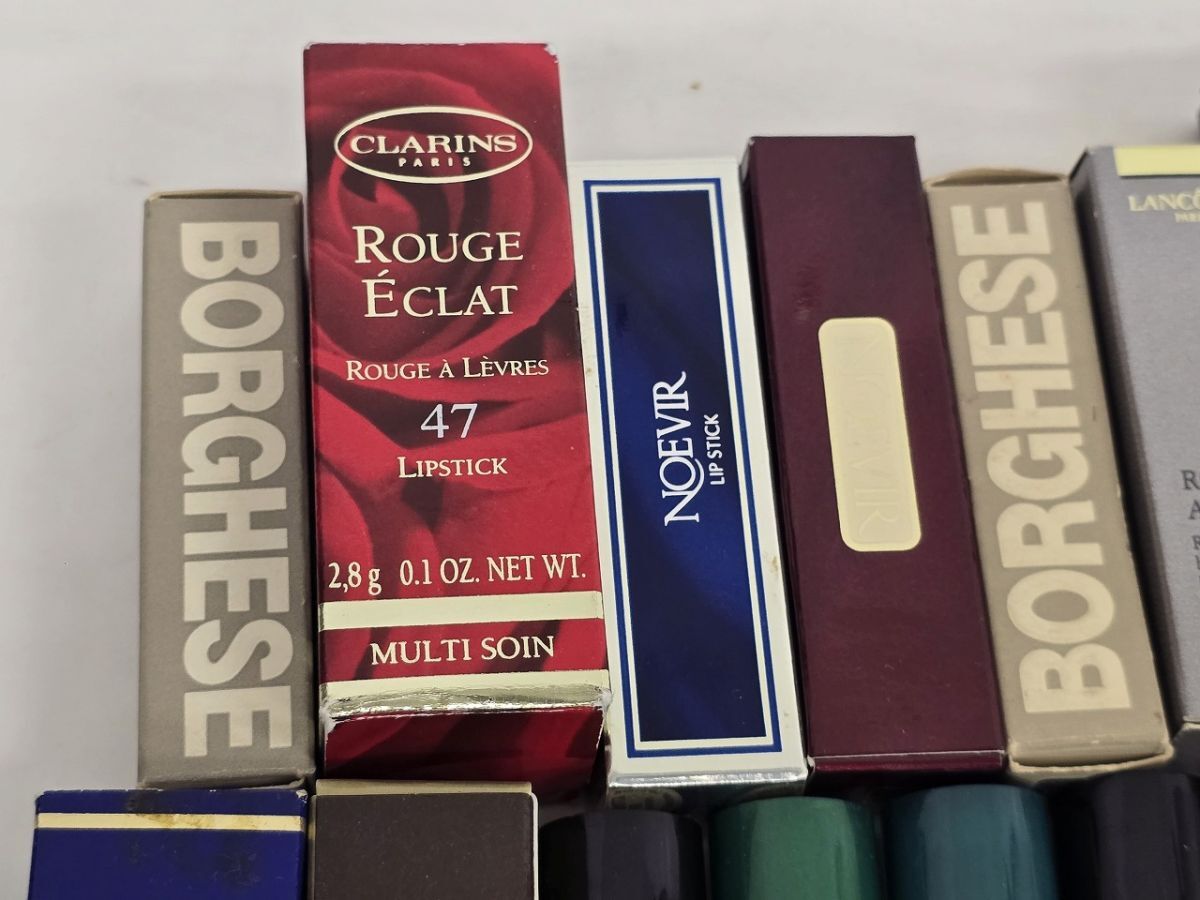 BORGHESE
CLARINS
PARIS
ROUGE
ÉCLAT
ROUGE À LÈVRES
47
LIPSTICK
2,8 g 0.1 OZ. NET WT.
MULTI SOIN
NOEVIR
LIP STICK
NOEVIR
BORGHESE